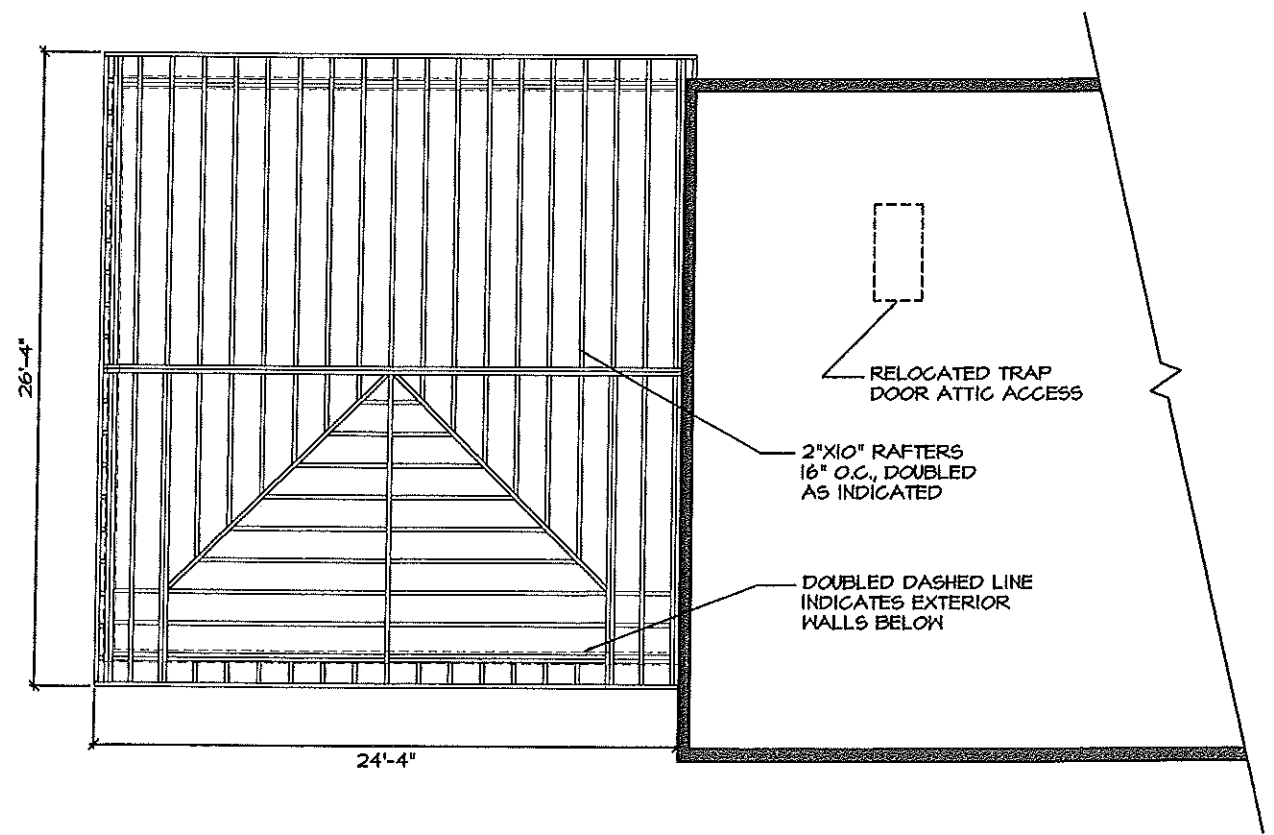 26'-4"
RELOCATED TRAP
DOOR ATTIC ACCESS
2"X10" RAFTERS
16" O.C., DOUBLED
AS INDICATED
DOUBLED DASHED LINE
INDICATES EXTERIOR
WALLS BELOW
24'-4"